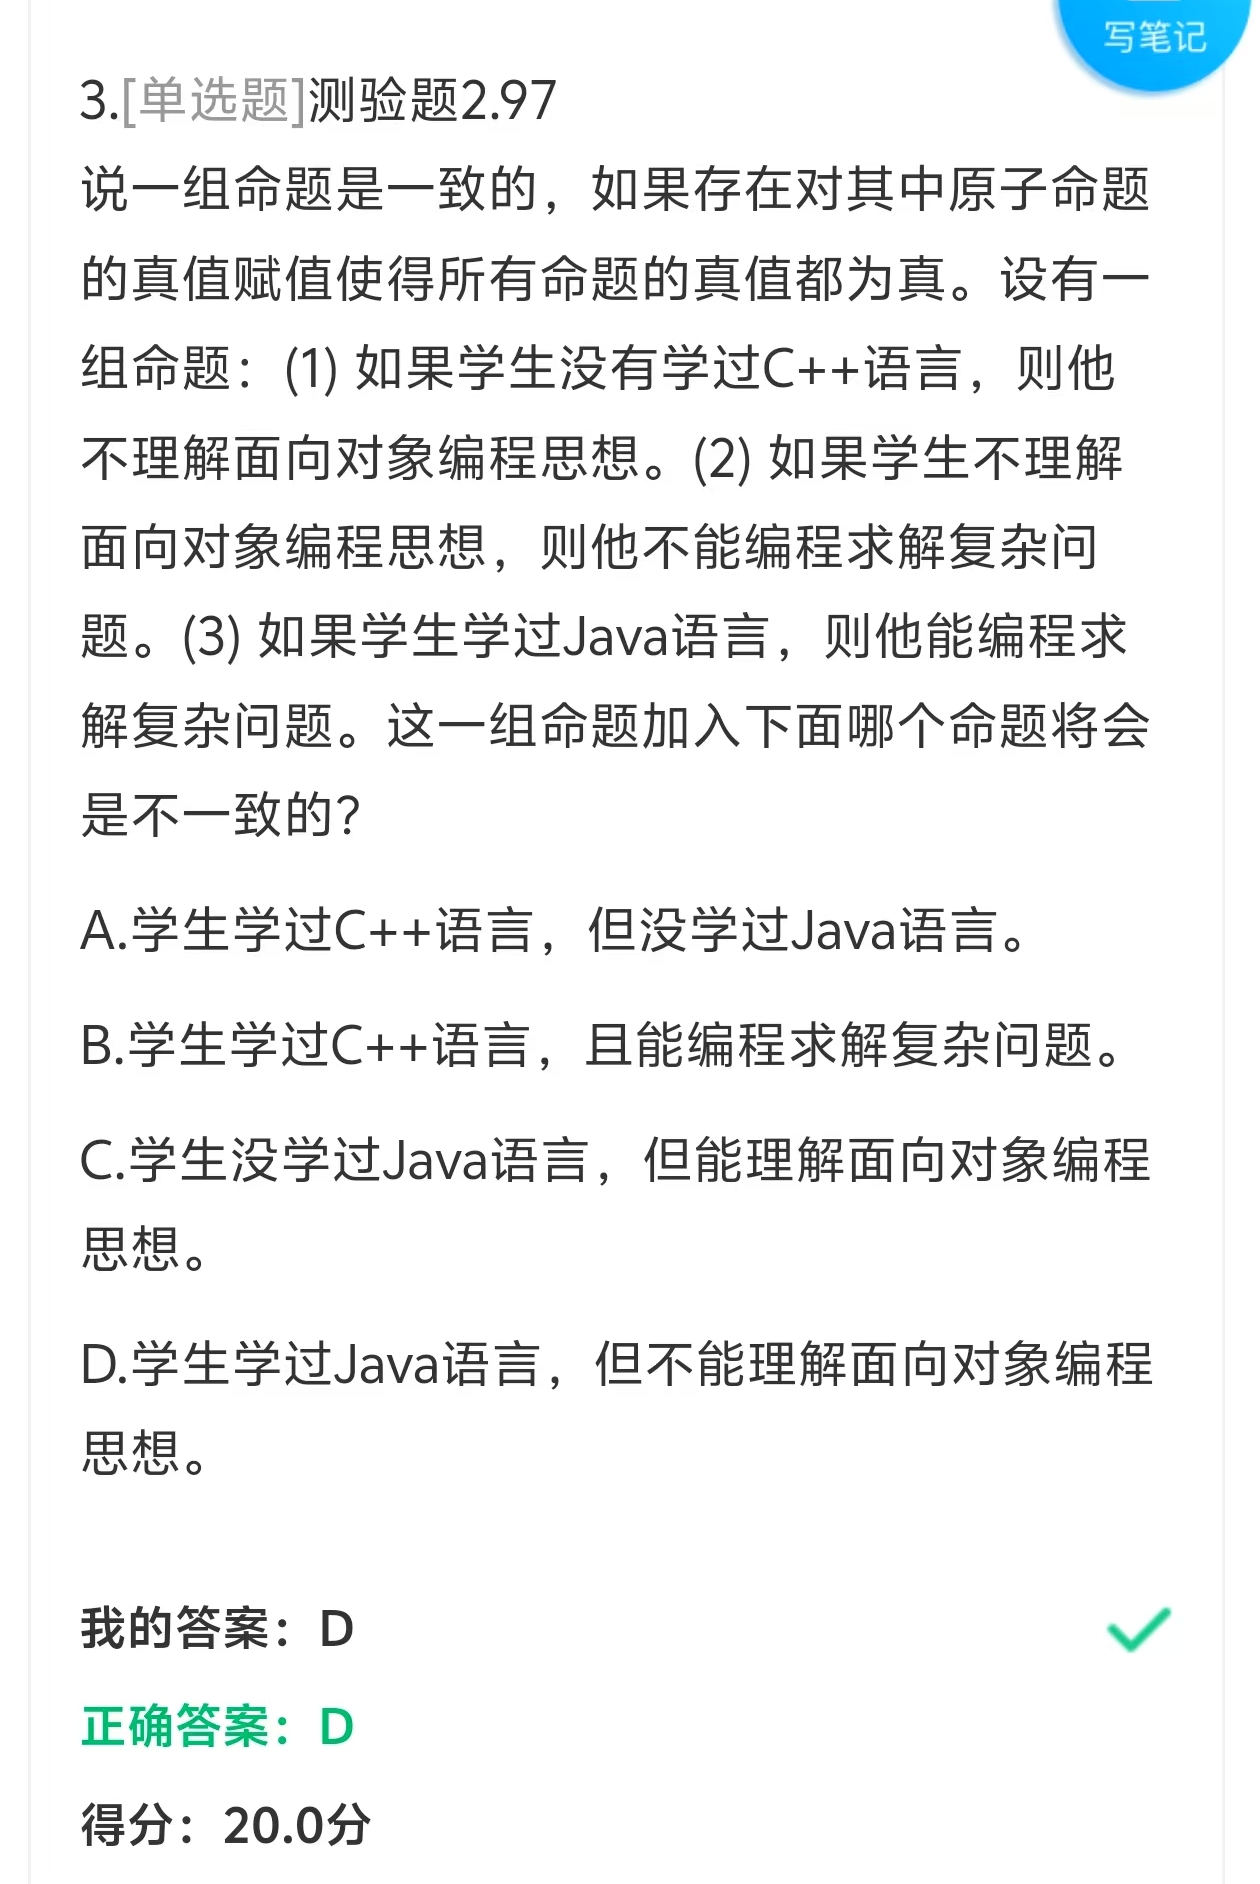 写笔记
3.[单选题]测验题2.97
说一组命题是一致的，如果存在对其中原子命题
的真值赋值使得所有命题的真值都为真。设有一
组命题：(1) 如果学生没有学过C++语言，则他
不理解面向对象编程思想。(2) 如果学生不理解
面向对象编程思想，则他不能编程求解复杂问
题。(3) 如果学生学过Java语言，则他能编程求
解复杂问题。这一组命题加入下面哪个命题将会
是不一致的？
A.学生学过C++语言，但没学过Java语言。
B.学生学过C++语言，且能编程求解复杂问题。
C.学生没学过Java语言，但能理解面向对象编程
思想。
D.学生学过Java语言，但不能理解面向对象编程
思想。
我的答案：D
正确答案：D
得分：20.0分